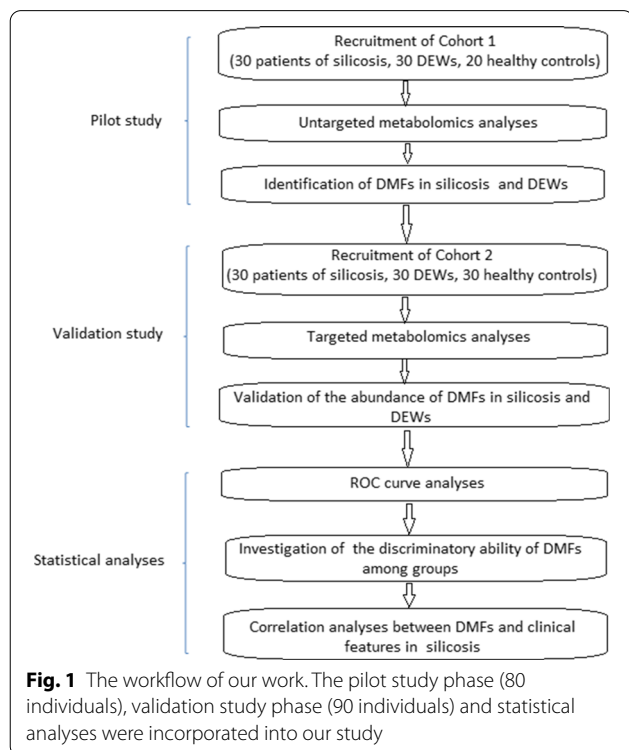 Recruitment of Cohort 1
(30 patients of silicosis, 30 DEWs, 20 healthy controls)
Pilot study
Untargeted metabolomics analyses
Identification of DMFs in silicosis and DEWs
Recruitment of Cohort 2
(30 patients of silicosis, 30 DEWs, 30 healthy controls)
Validation study
Targeted metabolomics analyses
Validation of the abundance of DMFs in silicosis and
DEWs
ROC curve analyses
Statistical analyses
Investigation of the discriminatory ability of DMFs
among groups
Correlation analyses between DMFs and clinical
features in silicosis
Fig. 1 The workflow of our work. The pilot study phase (80
individuals), validation study phase (90 individuals) and statistical
analyses were incorporated into our study